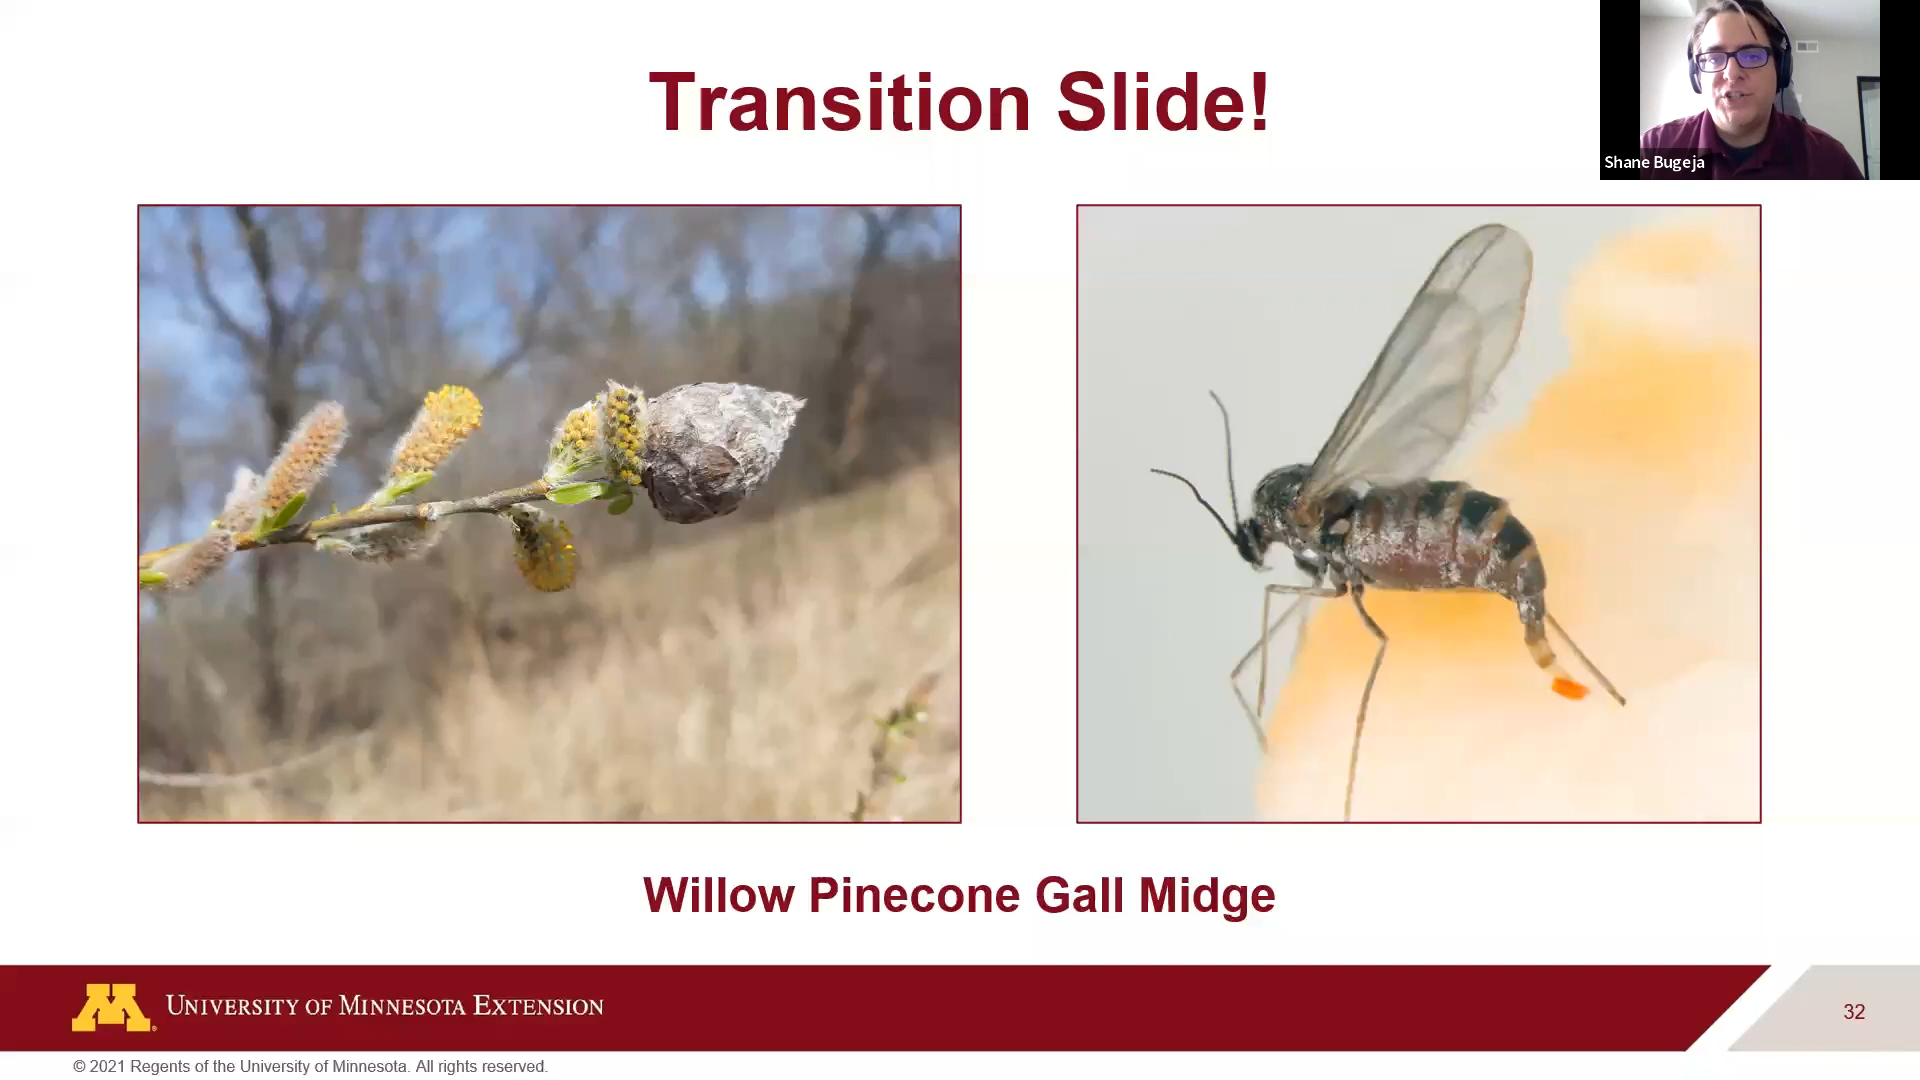 Transition Slide!
Shane Bugeja
Willow Pinecone Gall Midge
UNIVERSITY OF MINNESOTA EXTENSION
32
© 2021 Regents of the University of Minnesota. All rights reserved.